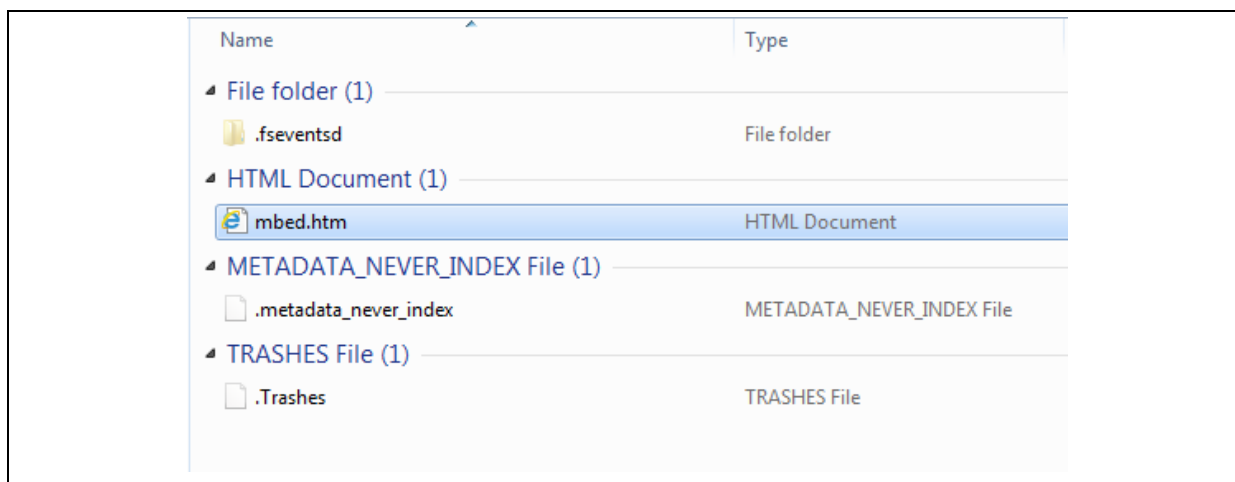 Name Type
File folder (1)
.fseventsd File folder
HTML Document (1)
mbed.htm HTML Document
METADATA_NEVER_INDEX File (1)
.metadata_never_index METADATA_NEVER_INDEX File
TRASHES File (1)
.Trashes TRASHES File